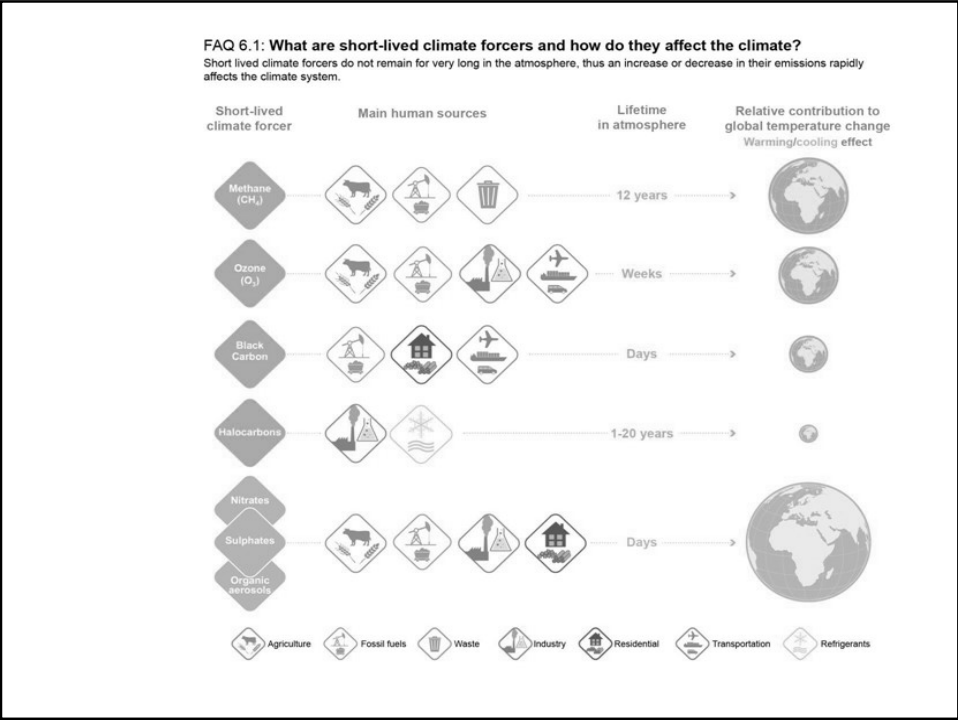 FAQ 6.1: What are short-lived climate forcers and how do they affect the climate?
Short lived climate forcers do not remain for very long in the atmosphere, thus an increase or decrease in their emissions rapidly
affects the climate system.
Short-lived
climate forcer
Main human sources
Lifetime
in atmosphere
Relative contribution to
global temperature change
Warming/cooling effect
Methane
(CH₄)
12 years
Ozone
(O₃)
Weeks
Black
Carbon
Days
Halocarbons
1-20 years
Nitrates
Sulphates
Organic
aerosols
Days
Agriculture
Fossil fuels
Waste
Industry
Residential
Transportation
Refrigerants